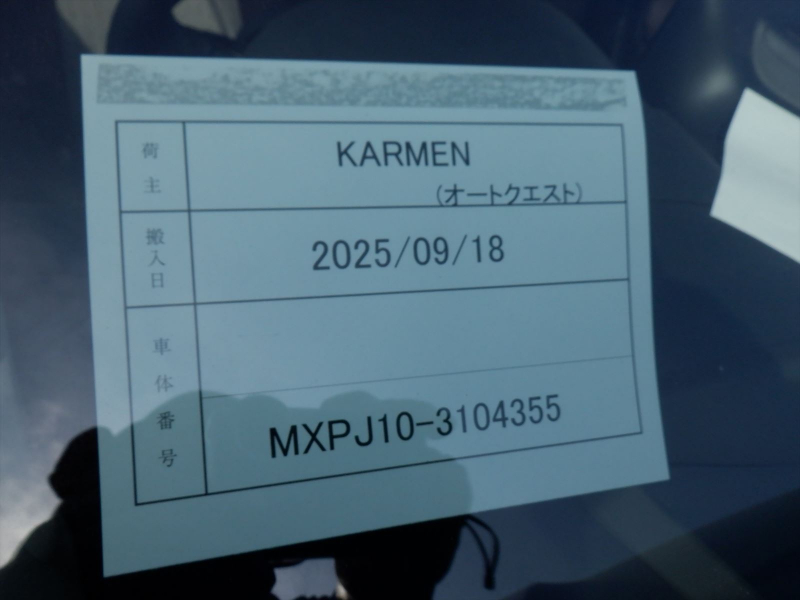 荷主
KARMEN
(オートクエスト)
搬入日
2025/09/18
車体番号
MXPJ10-3104355